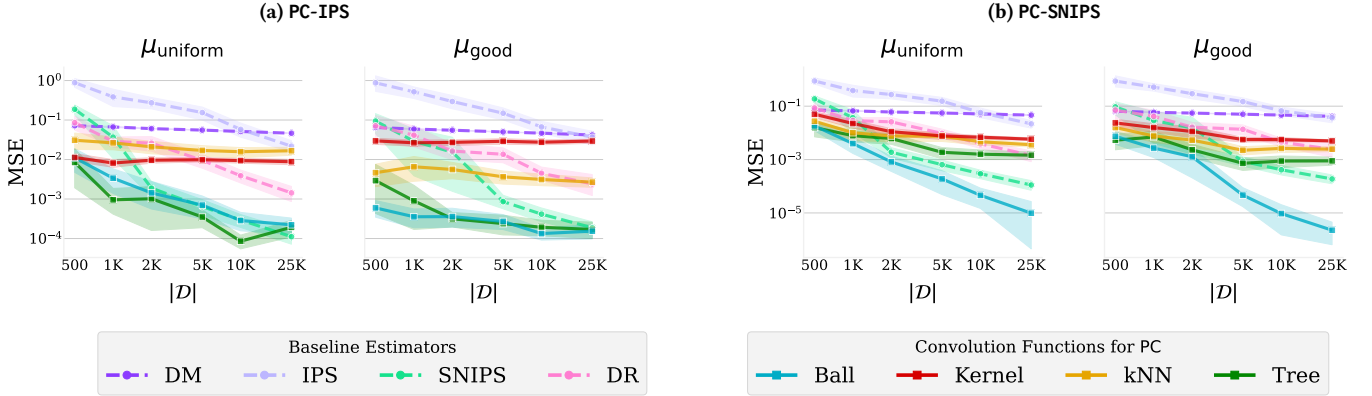 (a) PC-IPS
(b) PC-SNIPS
μuniform
μgood
μuniform
μgood
MSE
10⁰
10⁻¹
10⁻²
10⁻³
10⁻⁴
500 1K 2K 5K 10K 25K
|𝒟|
500 1K 2K 5K 10K 25K
|𝒟|
MSE
10⁻¹
10⁻³
10⁻⁵
500 1K 2K 5K 10K 25K
|𝒟|
500 1K 2K 5K 10K 25K
|𝒟|
Baseline Estimators
DM IPS SNIPS DR
Convolution Functions for PC
Ball Kernel kNN Tree